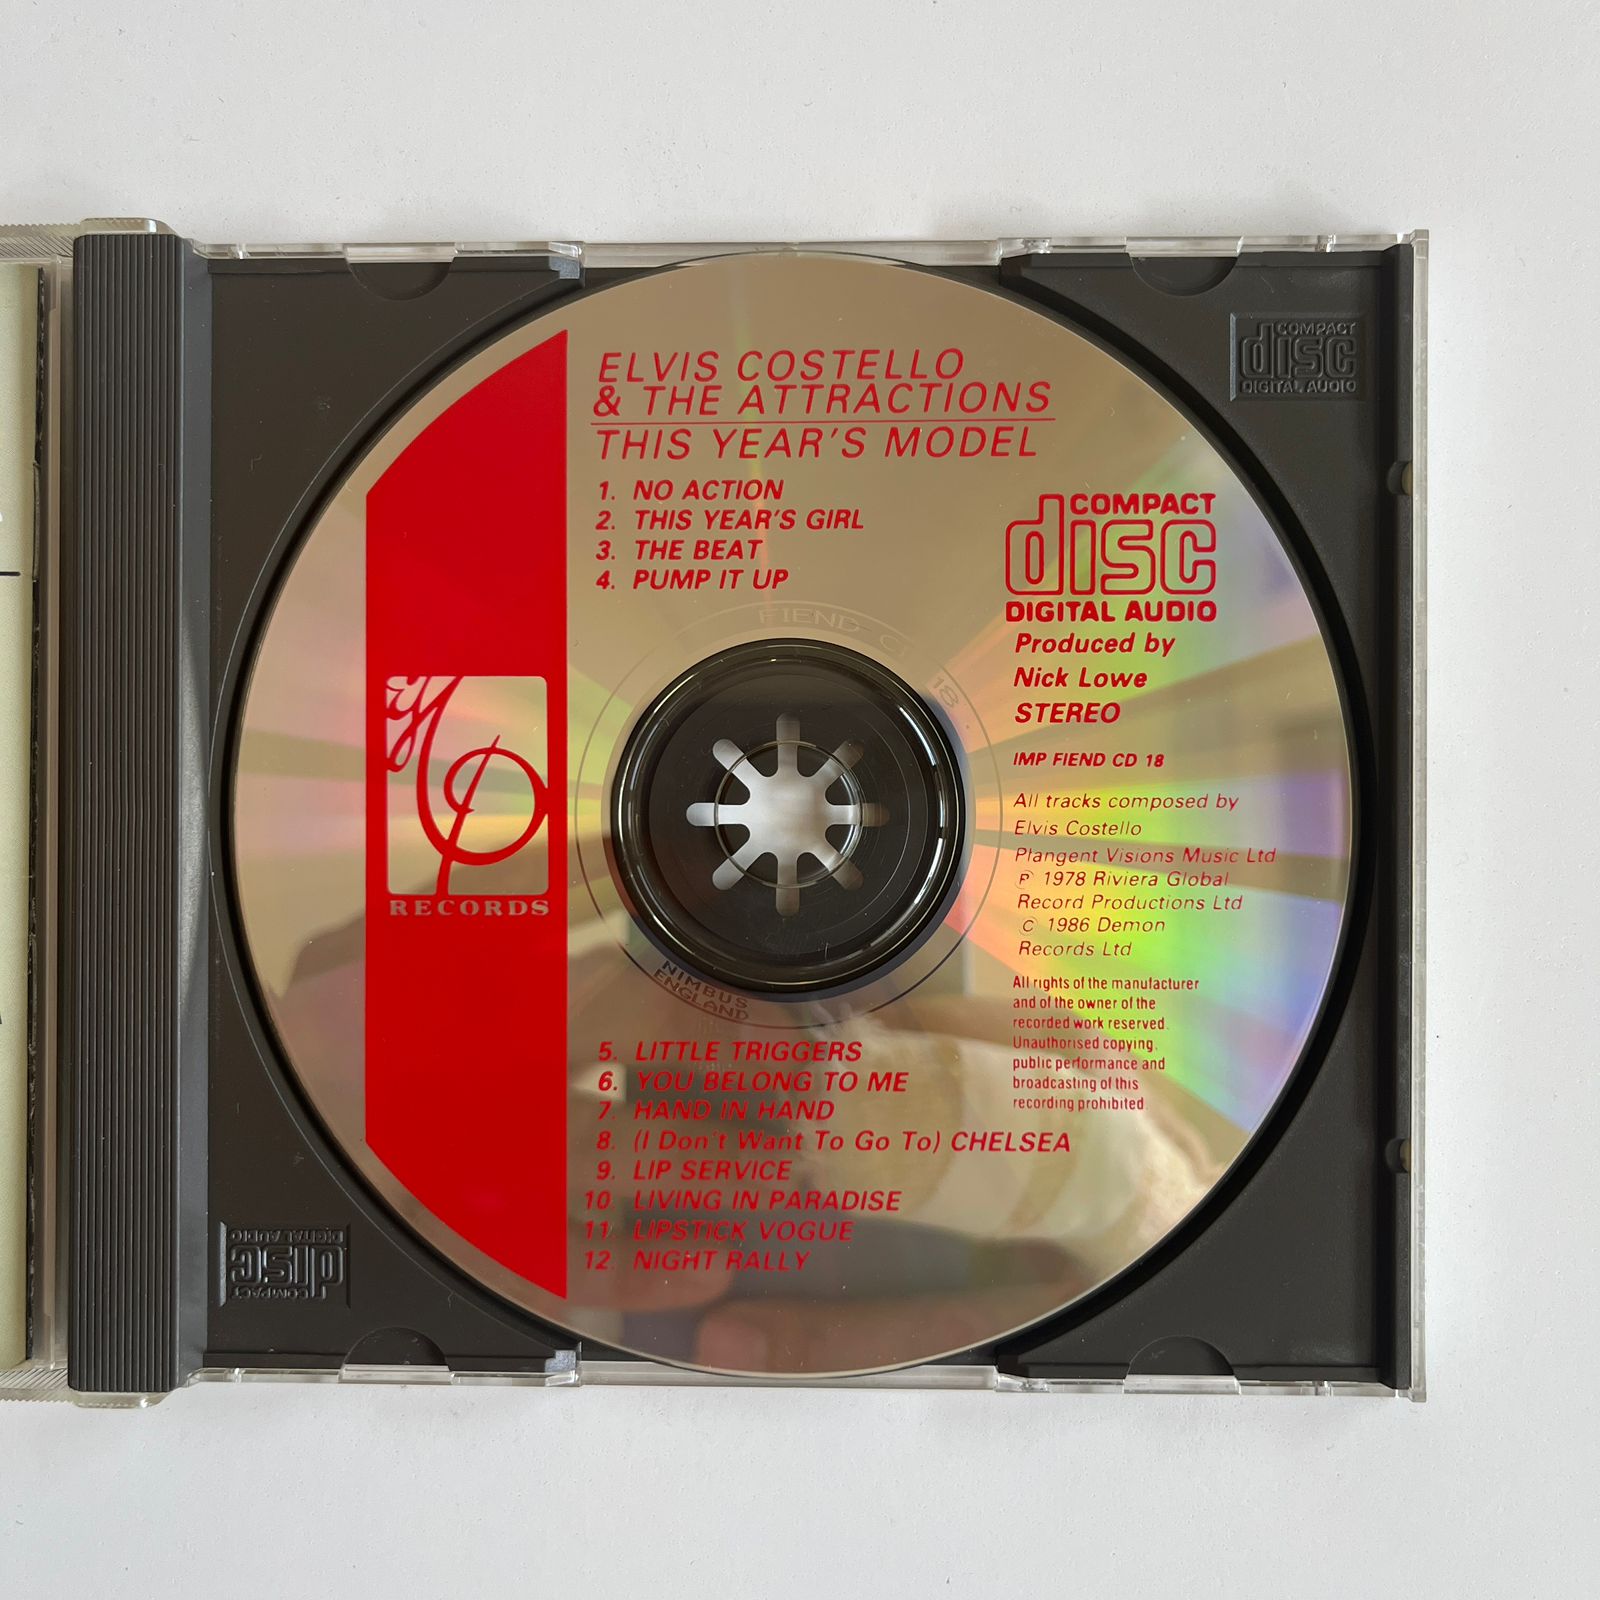 ELVIS COSTELLO
& THE ATTRACTIONS
THIS YEAR'S MODEL
1. NO ACTION
2. THIS YEAR'S GIRL
3. THE BEAT
4. PUMP IT UP
COMPACT
disc
DIGITAL AUDIO
Produced by
Nick Lowe
STEREO
IMP FIEND CD 18
All tracks composed by
Elvis Costello
Plangent Visions Music Ltd
℗ 1978 Riviera Global
Record Productions Ltd
© 1986 Demon
Records Ltd
All rights of the manufacturer
and of the owner of the
recorded work reserved.
Unauthorised copying,
public performance and
broadcasting of this
recording prohibited.
RECORDS
FIEND CD 18
NIMBUS
ENGLAND
5. LITTLE TRIGGERS
6. YOU BELONG TO ME
7. HAND IN HAND
8. (I Don't Want To Go To) CHELSEA
9. LIP SERVICE
10. LIVING IN PARADISE
11. LIPSTICK VOGUE
12. NIGHT RALLY
COMPACT
disc
DIGITAL AUDIO
COMPACT
disc
DIGITAL AUDIO